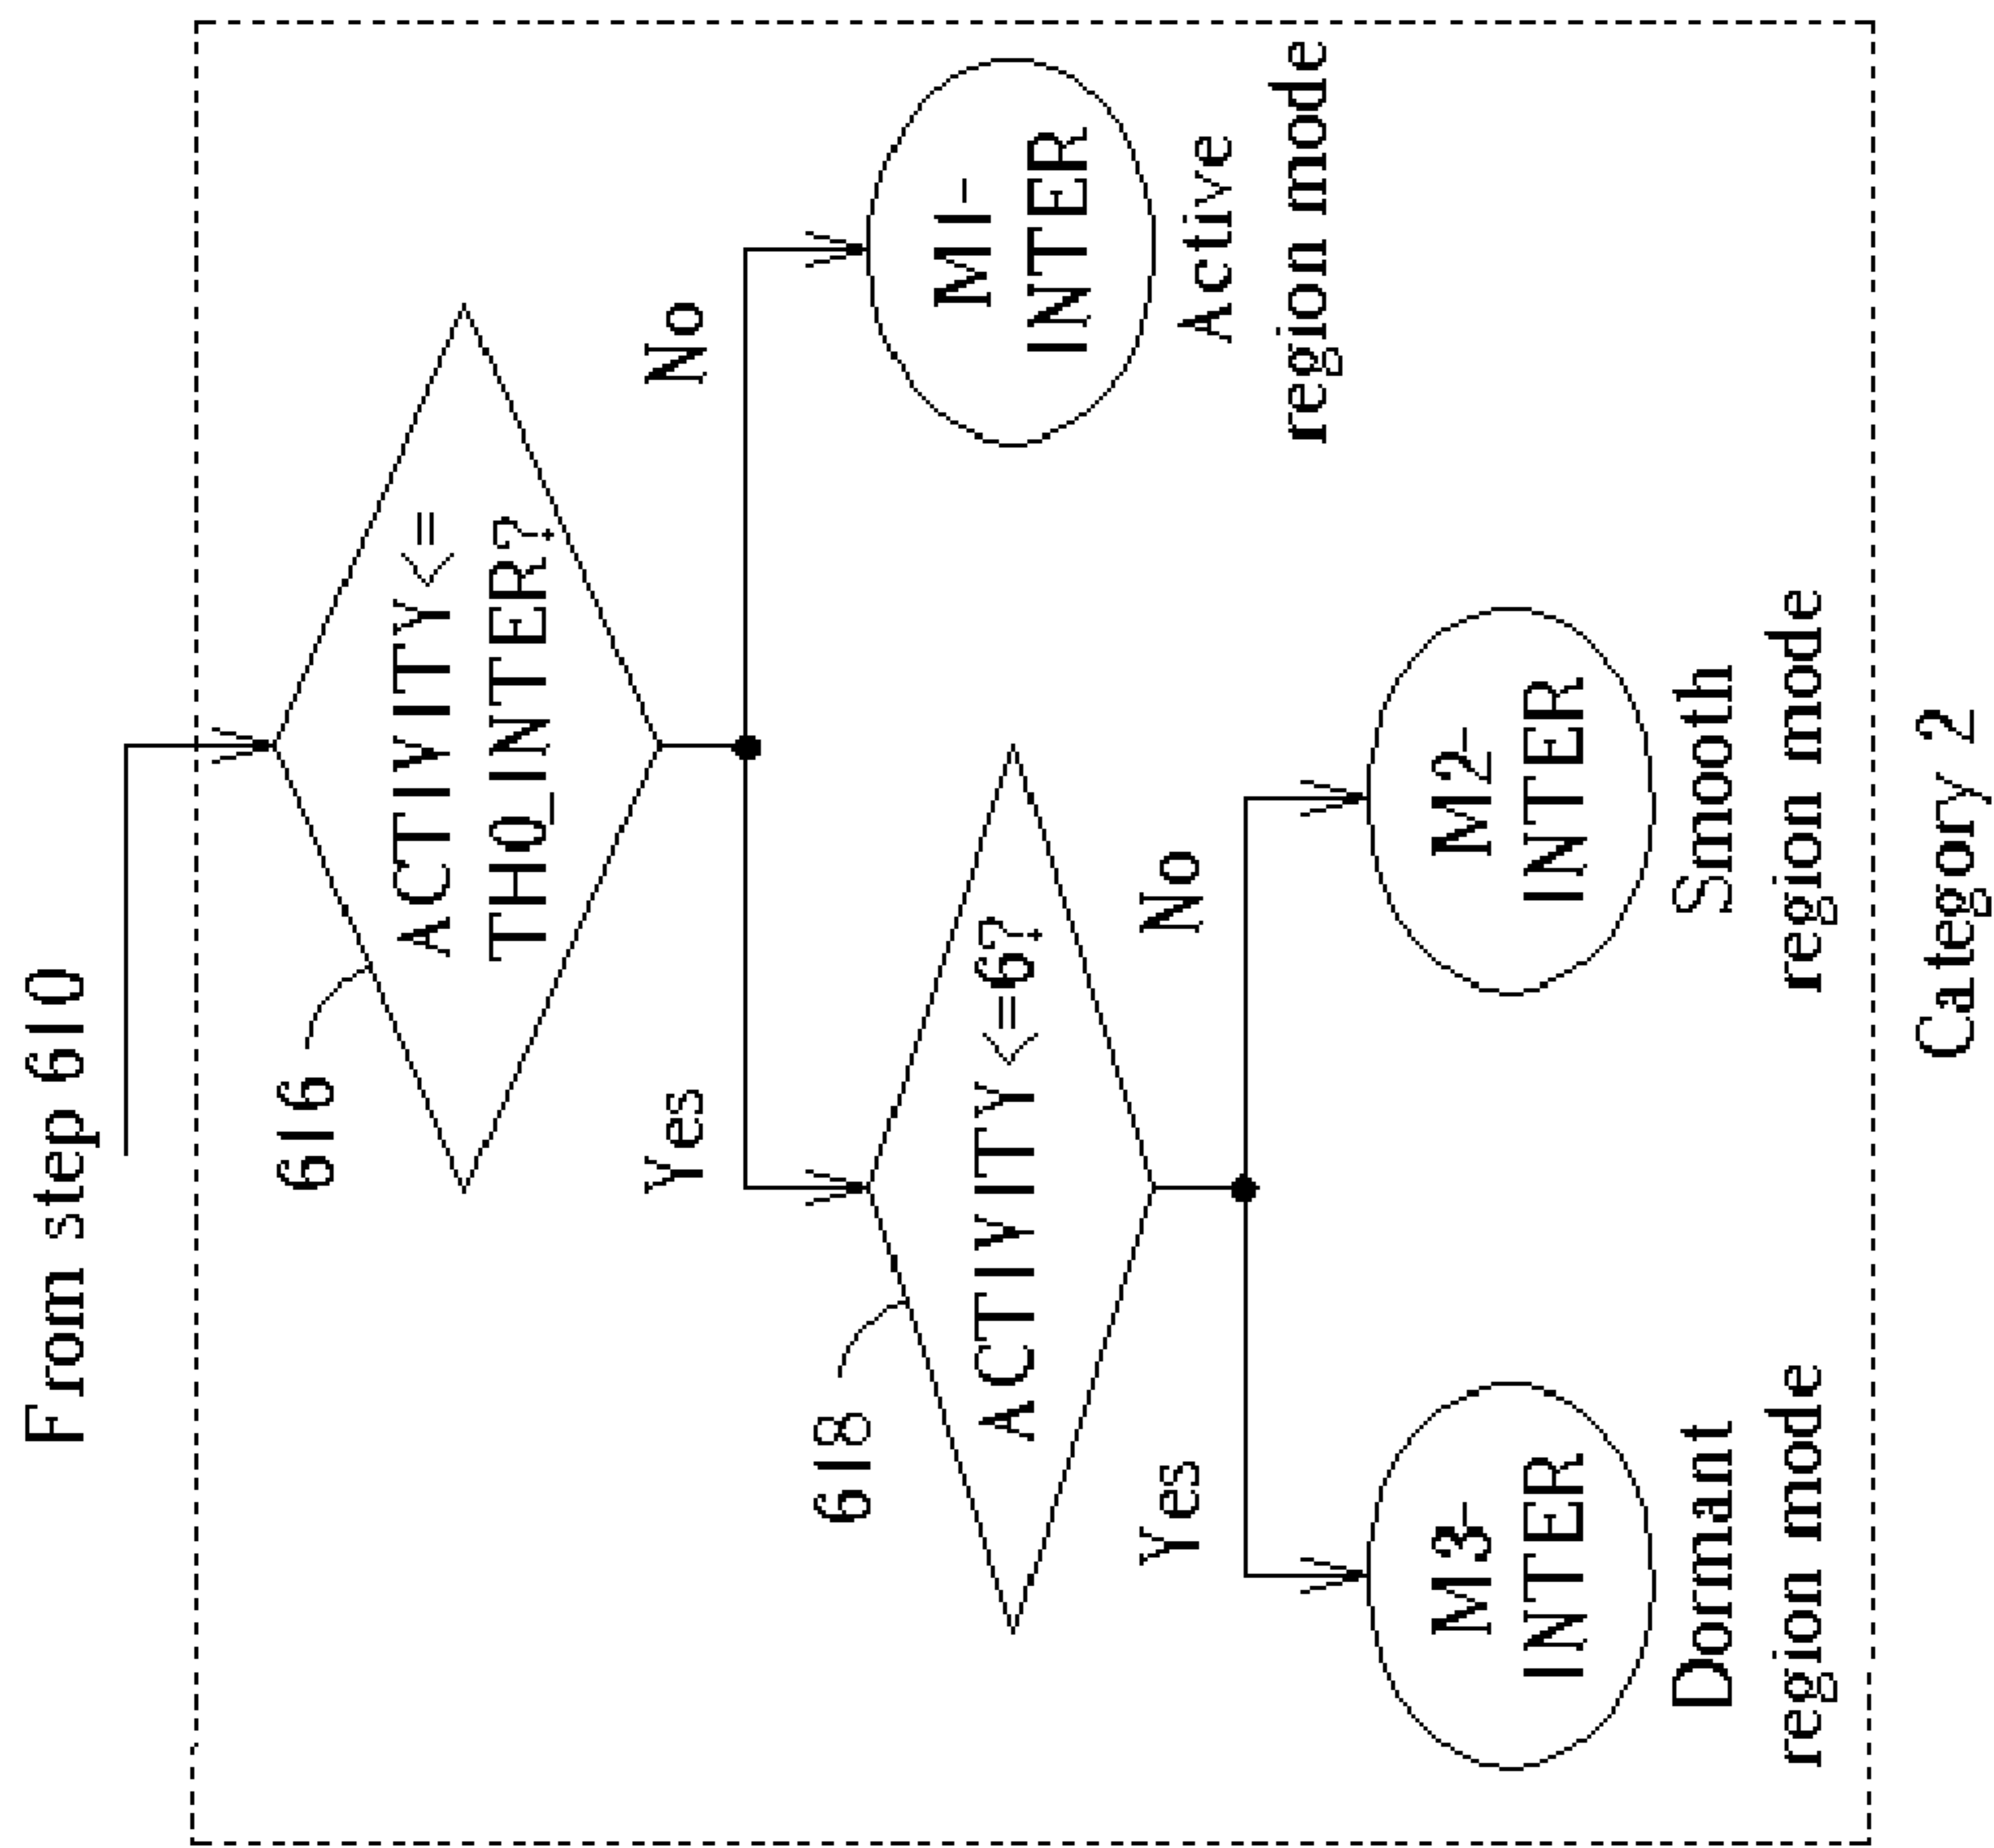 From step 610
616
ACTIVITY<=
TH0_INTER?
Yes
No
618
ACTIVITY<=6?
M1-
INTER
Active
region mode
Yes
No
M3-
INTER
Dormant
region mode
M2-
INTER
Smooth
region mode
Category 2